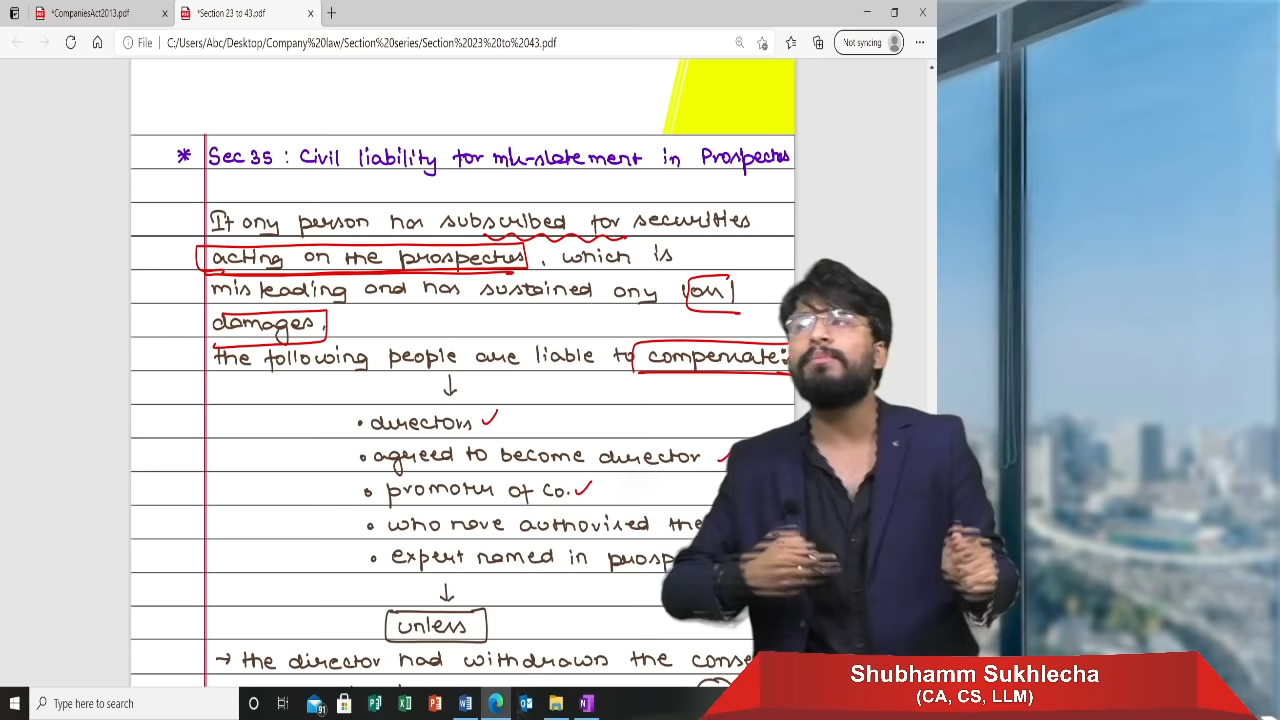 *CompaniesAct2013.pdf
*Section 23 to 43.pdf
File
C:/Users/Abc/Desktop/Company%20law/Section%20series/Section%2023%20to%2043.pdf
Not syncing
* Sec 35 : Civil liability for mis-statement in Prospectus
If any person has subscribed for securities
acting on the prospectus, which is
misleading and has sustained any loss/
damages,
the following people are liable to compensate:
• directors
• agreed to become director
• promoter of Co.
• who have authorised the
• expert named in
unless
→ the director had withdrawn the
Shubhamm Sukhlecha
(CA, CS, LLM)
Type here to search
91